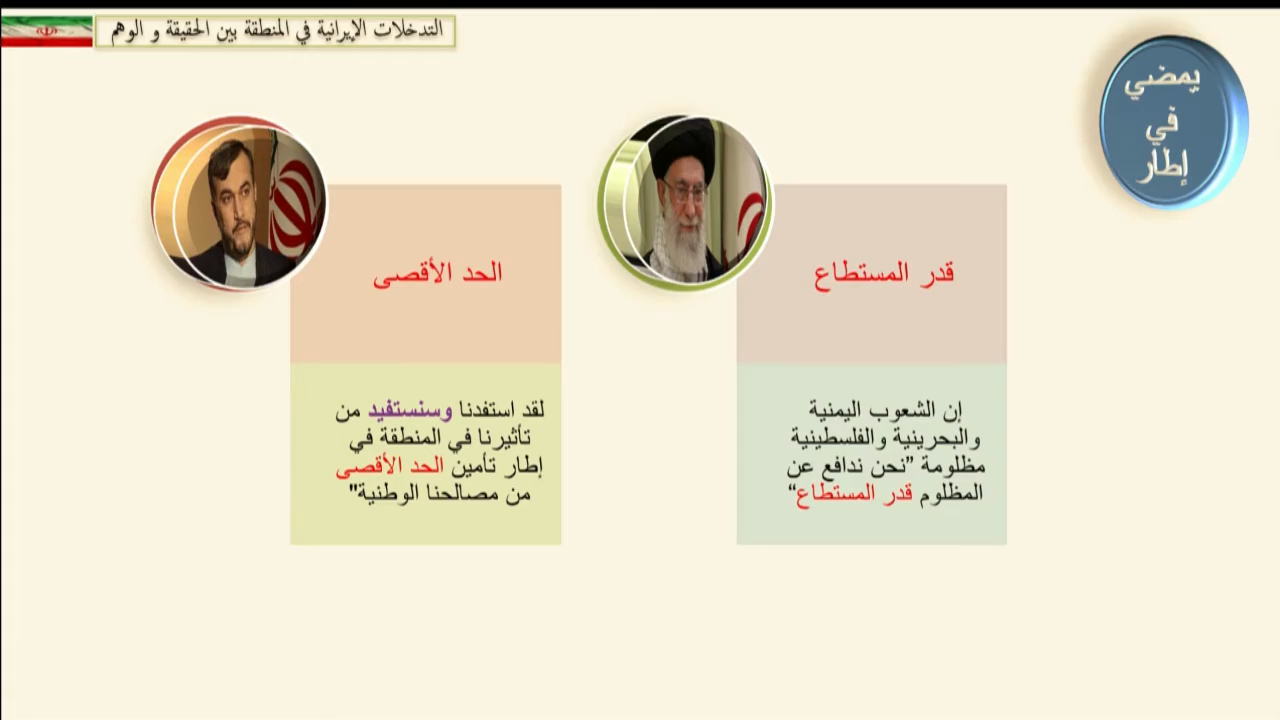 التدخلات الإيرانية في المنطقة بين الحقيقة و الوهم
يمضي
في
إطار
قدر المستطاع
إن الشعوب اليمنية
والبحرينية والفلسطينية
مظلومة "نحن ندافع عن
المظلوم قدر المستطاع"
الحد الأقصى
لقد استفدنا وسنستفيد من
تأثيرنا في المنطقة في
إطار تأمين الحد الأقصى
من مصالحنا الوطنية"